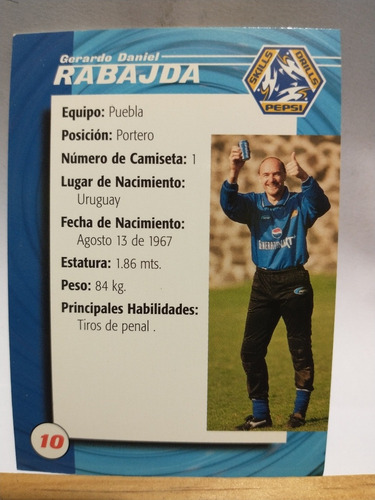 Gerardo Daniel
RABAJDA
SKILLS
DRILLS
PEPSI
Equipo: Puebla
Posición: Portero
Número de Camiseta: 1
Lugar de Nacimiento:
Uruguay
Fecha de Nacimiento:
Agosto 13 de 1967
Estatura: 1.86 mts.
Peso: 84 kg.
Principales Habilidades:
Tiros de penal .
10